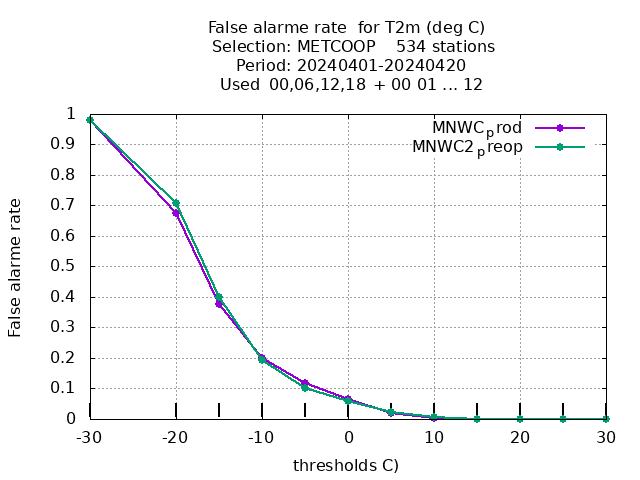 False alarme rate  for T2m (deg C)
Selection: METCOOP    534 stations
Period: 20240401-20240420
Used  00,06,12,18 + 00 01 ... 12
MNWCprod
MNWC2preop
False alarme rate
1
0.9
0.8
0.7
0.6
0.5
0.4
0.3
0.2
0.1
0
-30 -20 -10 0 10 20 30
thresholds C)